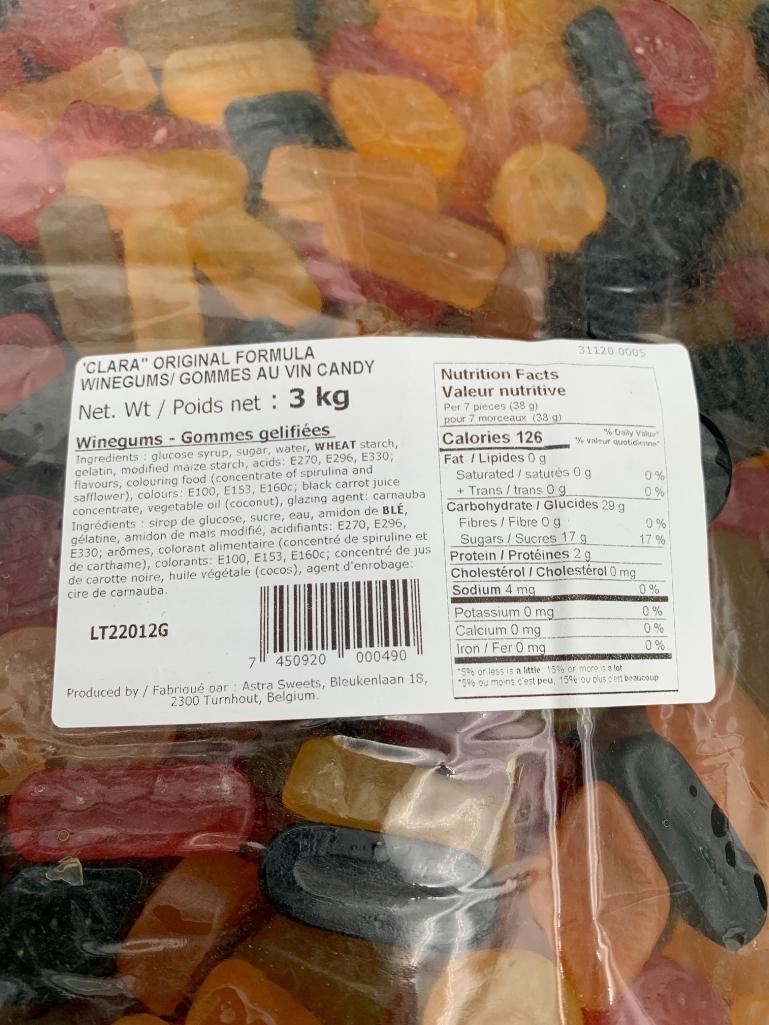 "CLARA" ORIGINAL FORMULA
WINEGUMS/ GOMMES AU VIN CANDY
Net. Wt / Poids net : 3 kg
Winegums - Gommes gelifiées
Ingredients : glucose syrup, sugar, water, WHEAT starch,
gelatin, modified maize starch, acids: E270, E296, E330;
flavours, colouring food (concentrate of spirulina and
safflower), colours: E100, E153, E160c; black carrot juice
concentrate, vegetable oil (coconut), glazing agent: carnauba
Ingrédients : sirop de glucose, sucre, eau, amidon de BLÉ,
gélatine, amidon de maïs modifié, acidifiants: E270, E296,
E330; arômes, colorant alimentaire (concentré de spiruline et
de carthame), colorants: E100, E153, E160c; concentré de jus
de carotte noire, huile végétale (cocos), agent d'enrobage:
cire de carnauba.
LT22012G
7 450920 000490
Produced by / Fabriqué par : Astra Sweets, Bleukenlaan 18,
2300 Turnhout, Belgium.
31120 0005
Nutrition Facts
Valeur nutritive
Per 7 pieces (38 g)
pour 7 morceaux (38 g)
Calories 126
% Daily Value*
% valeur quotidienne*
Fat / Lipides 0 g
Saturated / saturés 0 g 0 %
+ Trans / trans 0 g 0 %
Carbohydrate / Glucides 29 g
Fibres / Fibre 0 g 0 %
Sugars / Sucres 17 g 17 %
Protein / Protéines 2 g
Cholestérol / Cholestérol 0 mg
Sodium 4 mg 0 %
Potassium 0 mg 0 %
Calcium 0 mg 0 %
Iron / Fer 0 mg 0 %
*5% or less is a little 15% or more is a lot
*5% ou moins c'est peu, 15% ou plus c'est beaucoup